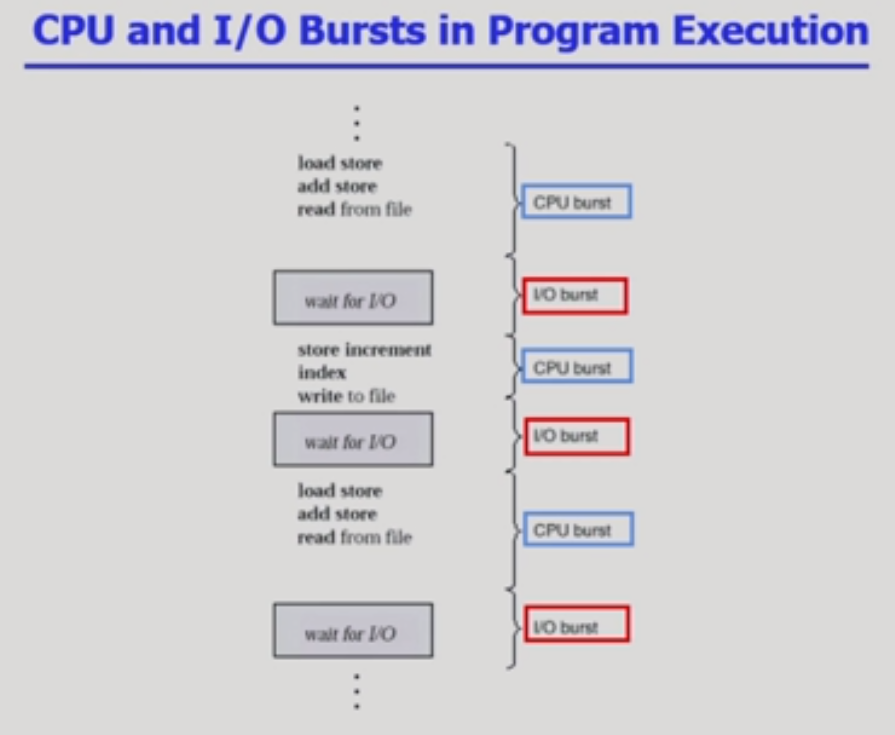 CPU and I/O Bursts in Program Execution
load store
add store
read from file
CPU burst
wait for I/O
I/O burst
store increment
index
write to file
CPU burst
wait for I/O
I/O burst
load store
add store
read from file
CPU burst
wait for I/O
I/O burst